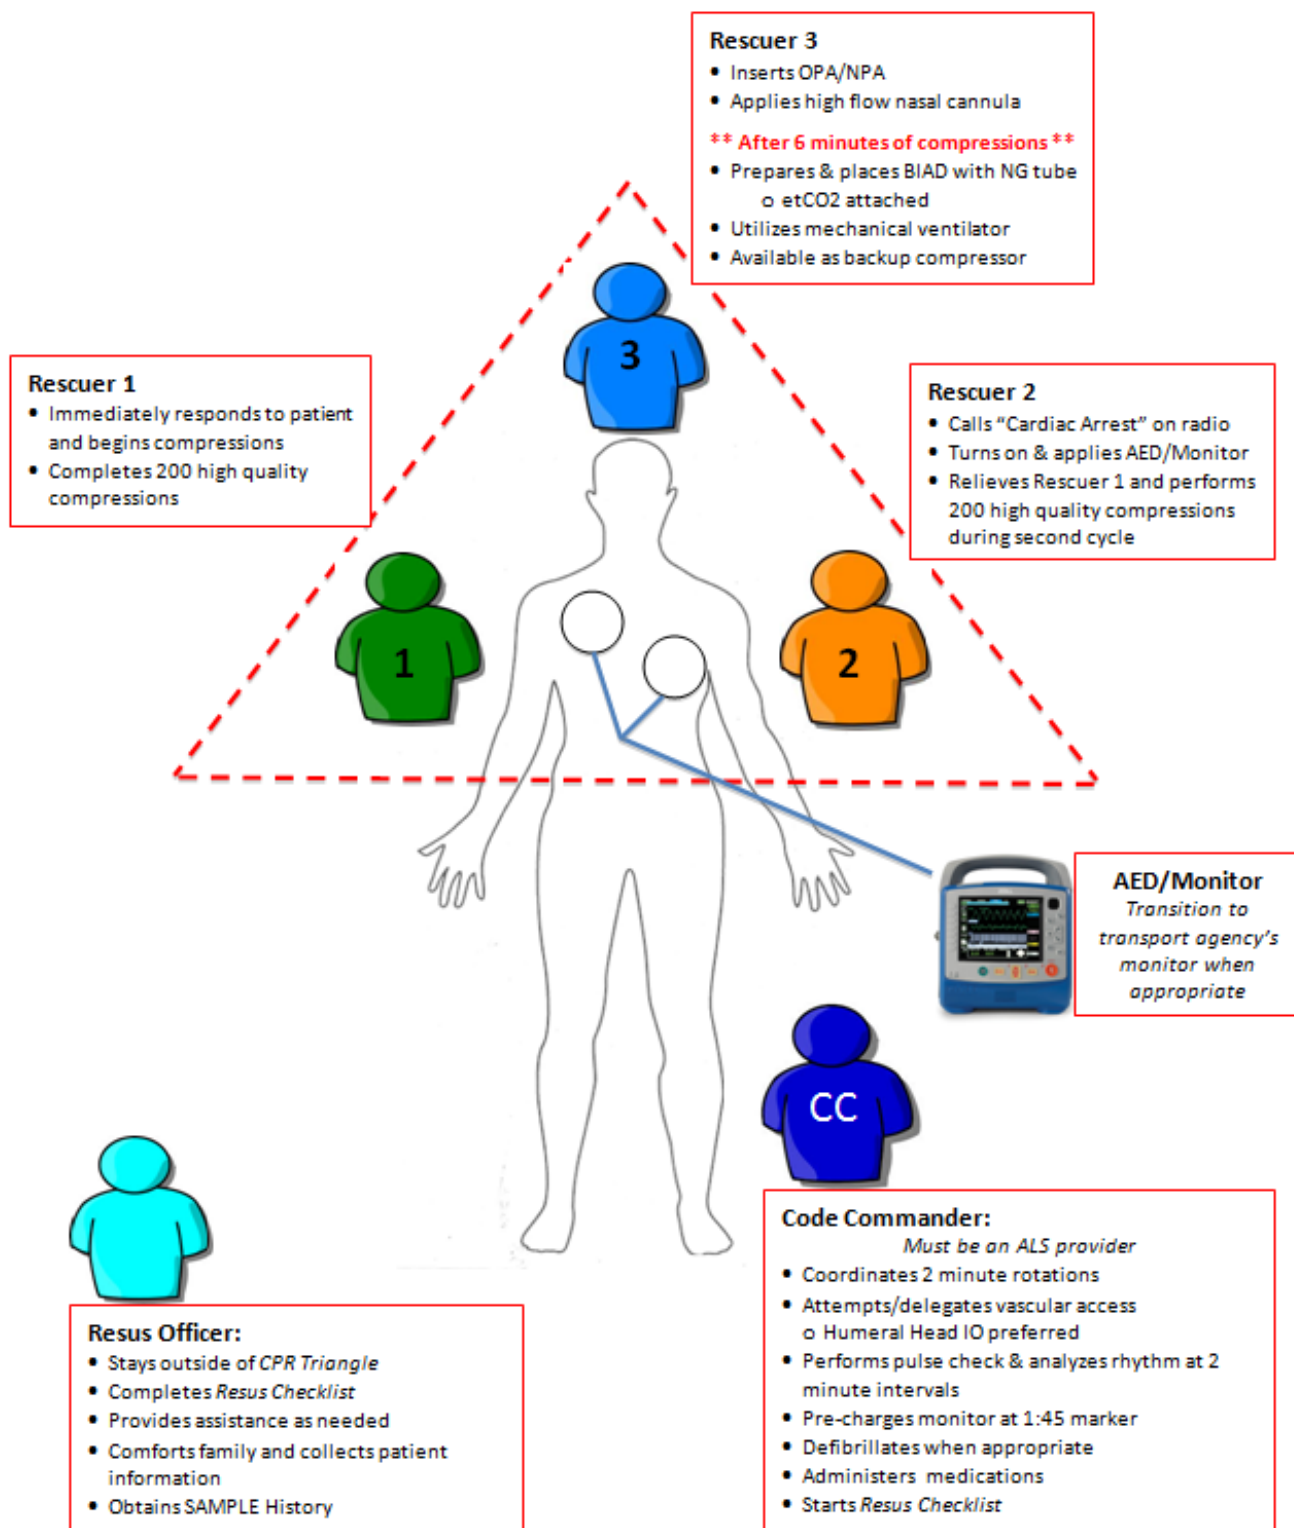 Rescuer 3
• Inserts OPA/NPA
• Applies high flow nasal cannula
** After 6 minutes of compressions **
• Prepares & places BIAD with NG tube
o etCO2 attached
• Utilizes mechanical ventilator
• Available as backup compressor
3
Rescuer 1
• Immediately responds to patient
and begins compressions
• Completes 200 high quality
compressions
Rescuer 2
• Calls “Cardiac Arrest” on radio
• Turns on & applies AED/Monitor
• Relieves Rescuer 1 and performs
200 high quality compressions
during second cycle
1
2
AED/Monitor
Transition to
transport agency’s
monitor when
appropriate
CC
Code Commander:
Must be an ALS provider
• Coordinates 2 minute rotations
• Attempts/delegates vascular access
o Humeral Head IO preferred
• Performs pulse check & analyzes rhythm at 2
minute intervals
• Pre-charges monitor at 1:45 marker
• Defibrillates when appropriate
• Administers medications
• Starts Resus Checklist
Resus Officer:
• Stays outside of CPR Triangle
• Completes Resus Checklist
• Provides assistance as needed
• Comforts family and collects patient
information
• Obtains SAMPLE History